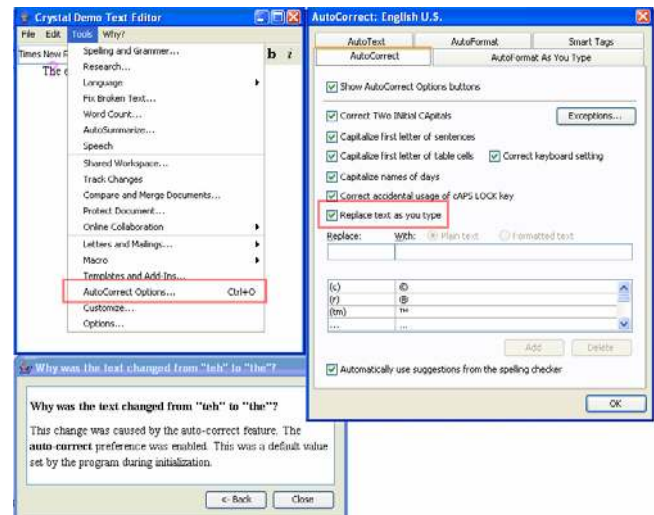 Crystal Demo Text Editor
File Edit Tools Why?
Times New R b i
The e
Spelling and Grammer...
Research...
Language
Fix Broken Text...
Word Count...
AutoSummarize...
Speech
Shared Workspace...
Track Changes
Compare and Merge Documents...
Protect Document...
Online Collaboration
Letters and Mailings...
Macro
Templates and Add-Ins...
AutoCorrect Options... Ctrl+O
Customize...
Options...
AutoCorrect: English U.S.
AutoText AutoFormat Smart Tags
AutoCorrect AutoFormat As You Type
Show AutoCorrect Options buttons
Correct TWo INitial CApitals Exceptions...
Capitalize first letter of sentences
Capitalize first letter of table cells Correct keyboard setting
Capitalize names of days
Correct accidental usage of cAPS LOCK key
Replace text as you type
Replace: With: Plain text Formatted text
(c) ©
(r) ®
(tm) ™
... ...
Add Delete
Automatically use suggestions from the spelling checker
OK
Why was the text changed from "teh" to "the"?
Why was the text changed from "teh" to "the"?
This change was caused by the auto-correct feature. The
auto-correct preference was enabled. This was a default value
set by the program during initialization.
<- Back Close